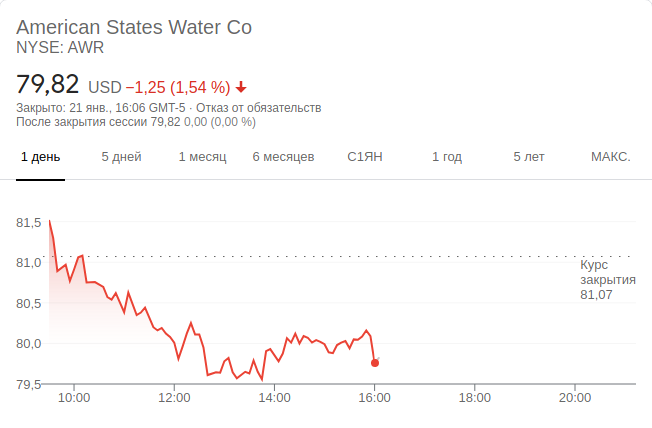 American States Water Co
NYSE: AWR
79,82 USD −1,25 (1,54 %)
Закрыто: 21 янв., 16:06 GMT-5 · Отказ от обязательств
После закрытия сессии 79,82 0,00 (0,00 %)
1 день 5 дней 1 месяц 6 месяцев С1ЯН 1 год 5 лет МАКС.
81,5
81,0
80,5
80,0
79,5
Курс
закрытия
81,07
10:00 12:00 14:00 16:00 18:00 20:00